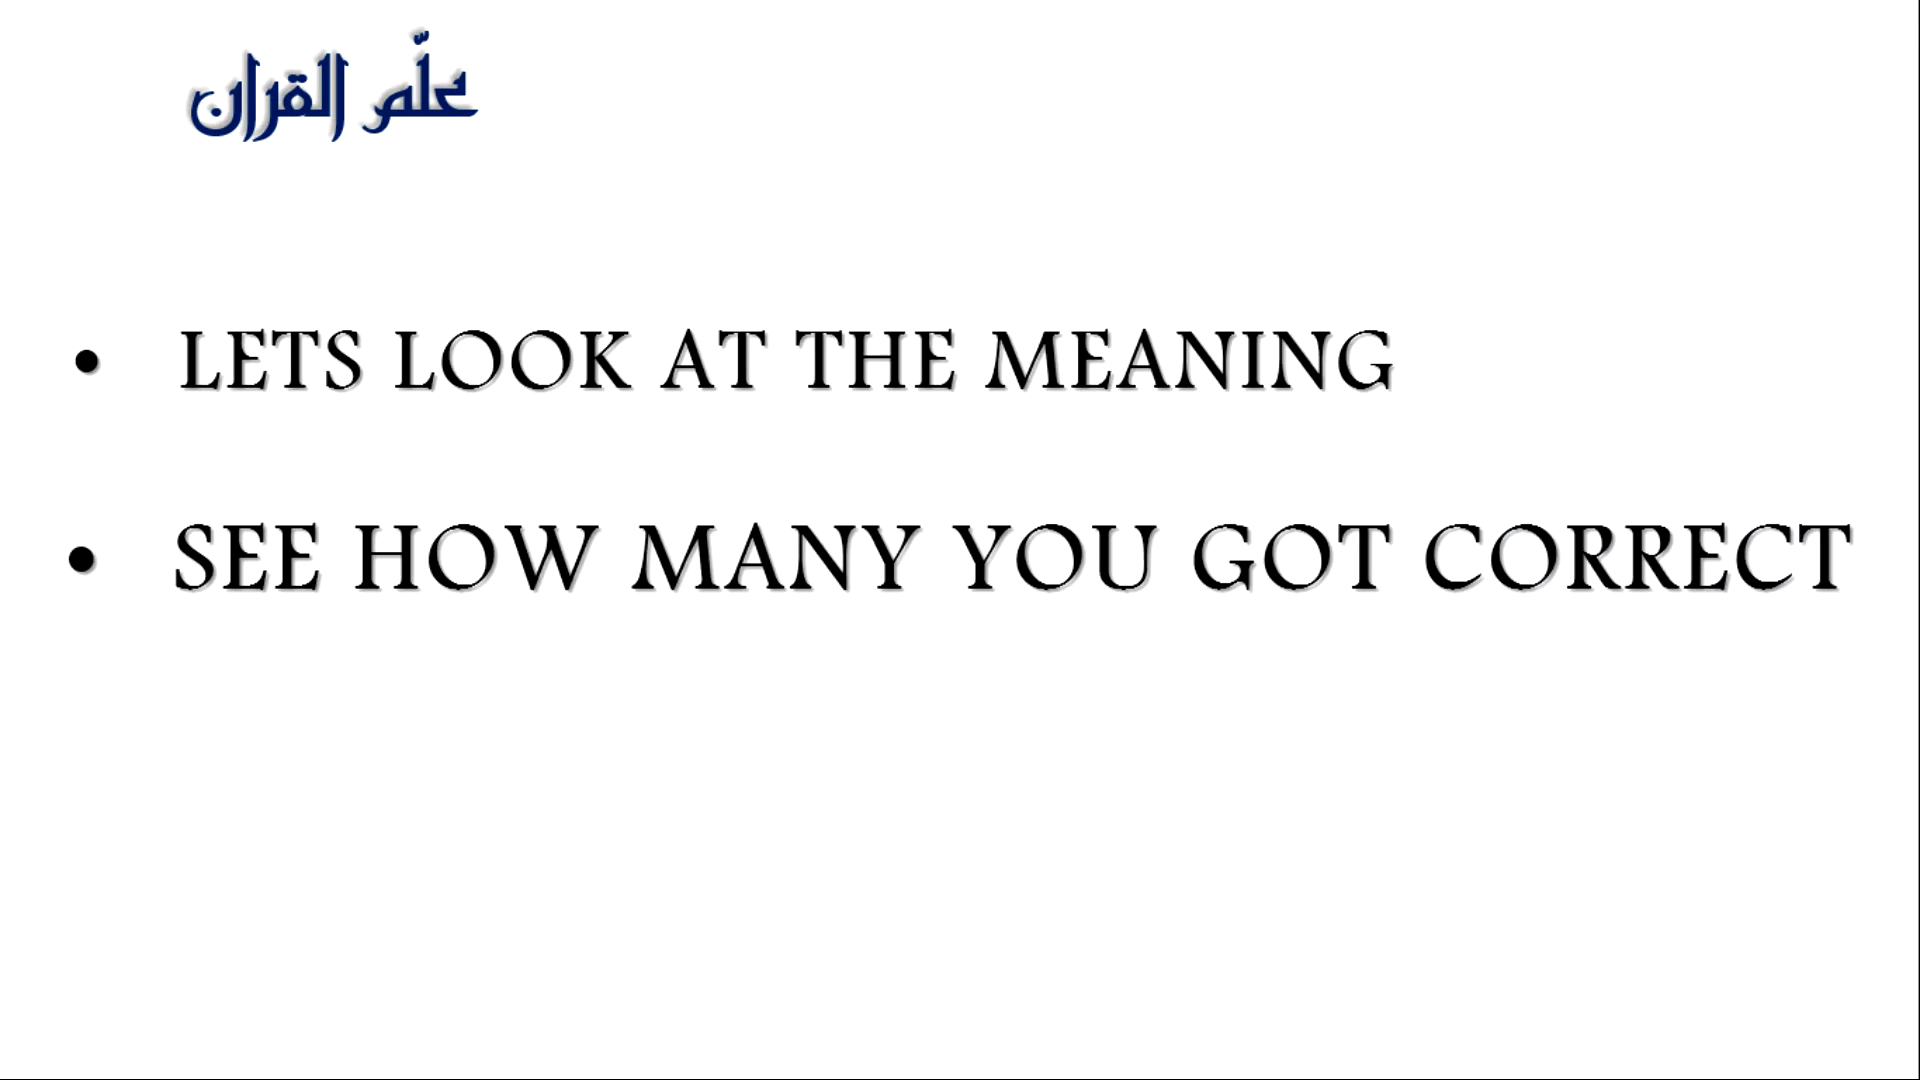 علّم القران
• LETS LOOK AT THE MEANING
• SEE HOW MANY YOU GOT CORRECT